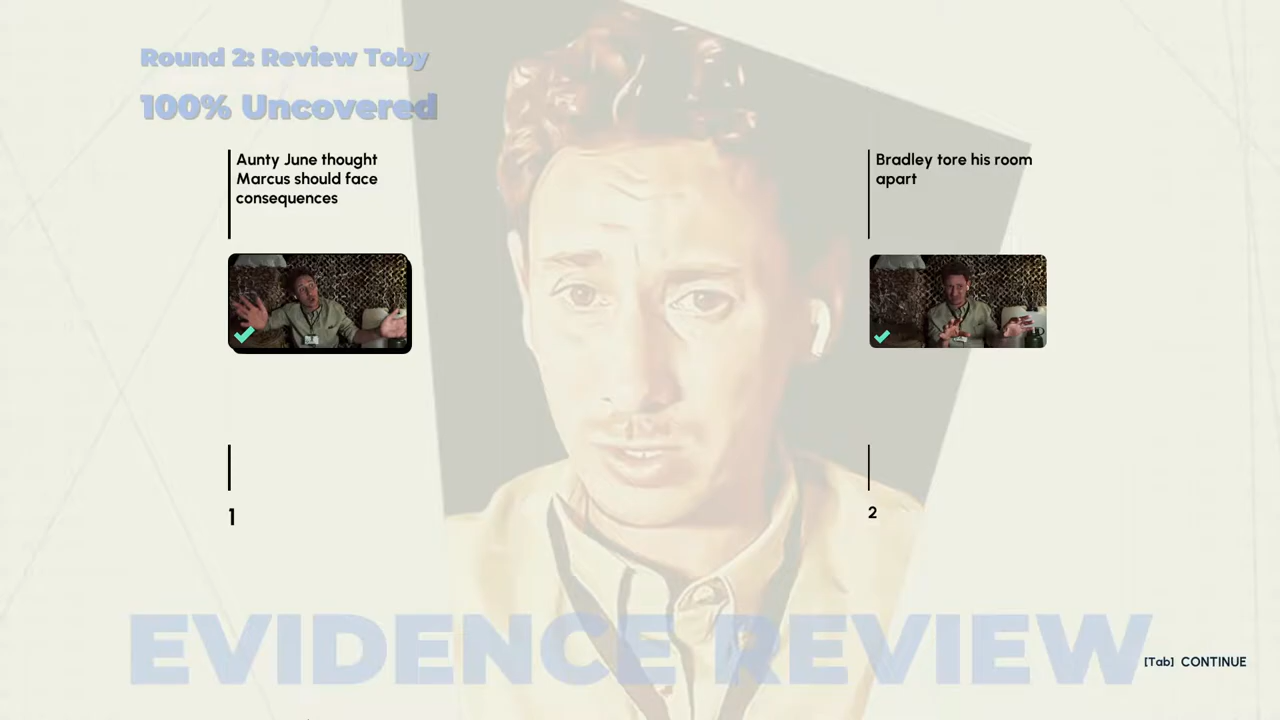 Round 2: Review Toby
100% Uncovered
Aunty June thought
Marcus should face
consequences
Bradley tore his room
apart
1
2
EVIDENCE REVIEW
[Tab] CONTINUE